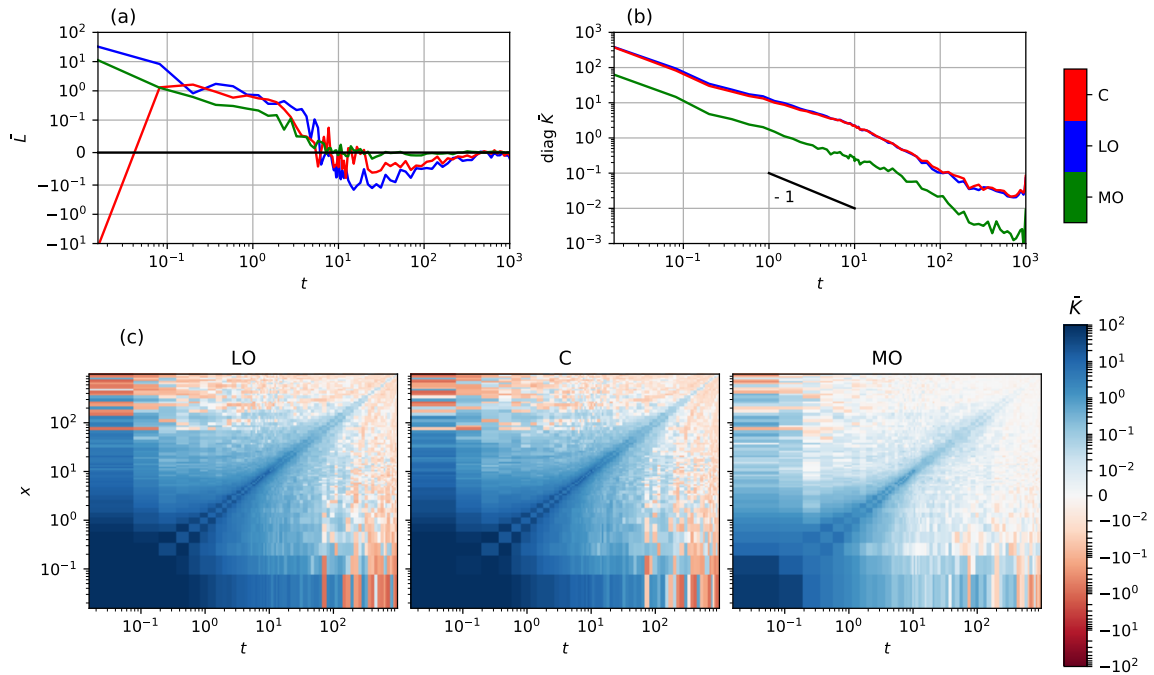 (a)
(b)
10² 10¹ 10⁰ 10⁻¹ 0 −10⁻¹ −10⁰ −10¹
L̄
10⁻¹ 10⁰ 10¹ 10² 10³
t
10³ 10² 10¹ 10⁰ 10⁻¹ 10⁻² 10⁻³
diag K̄
- 1
10⁻¹ 10⁰ 10¹ 10² 10³
t
C
LO
MO
(c)
LO C MO
10² 10¹ 10⁰ 10⁻¹
x
10⁻¹ 10⁰ 10¹ 10²
t
10⁻¹ 10⁰ 10¹ 10²
t
10⁻¹ 10⁰ 10¹ 10²
t
K̄
10²
10¹
10⁰
10⁻¹
10⁻²
0
−10⁻²
−10⁻¹
−10⁰
−10¹
−10²